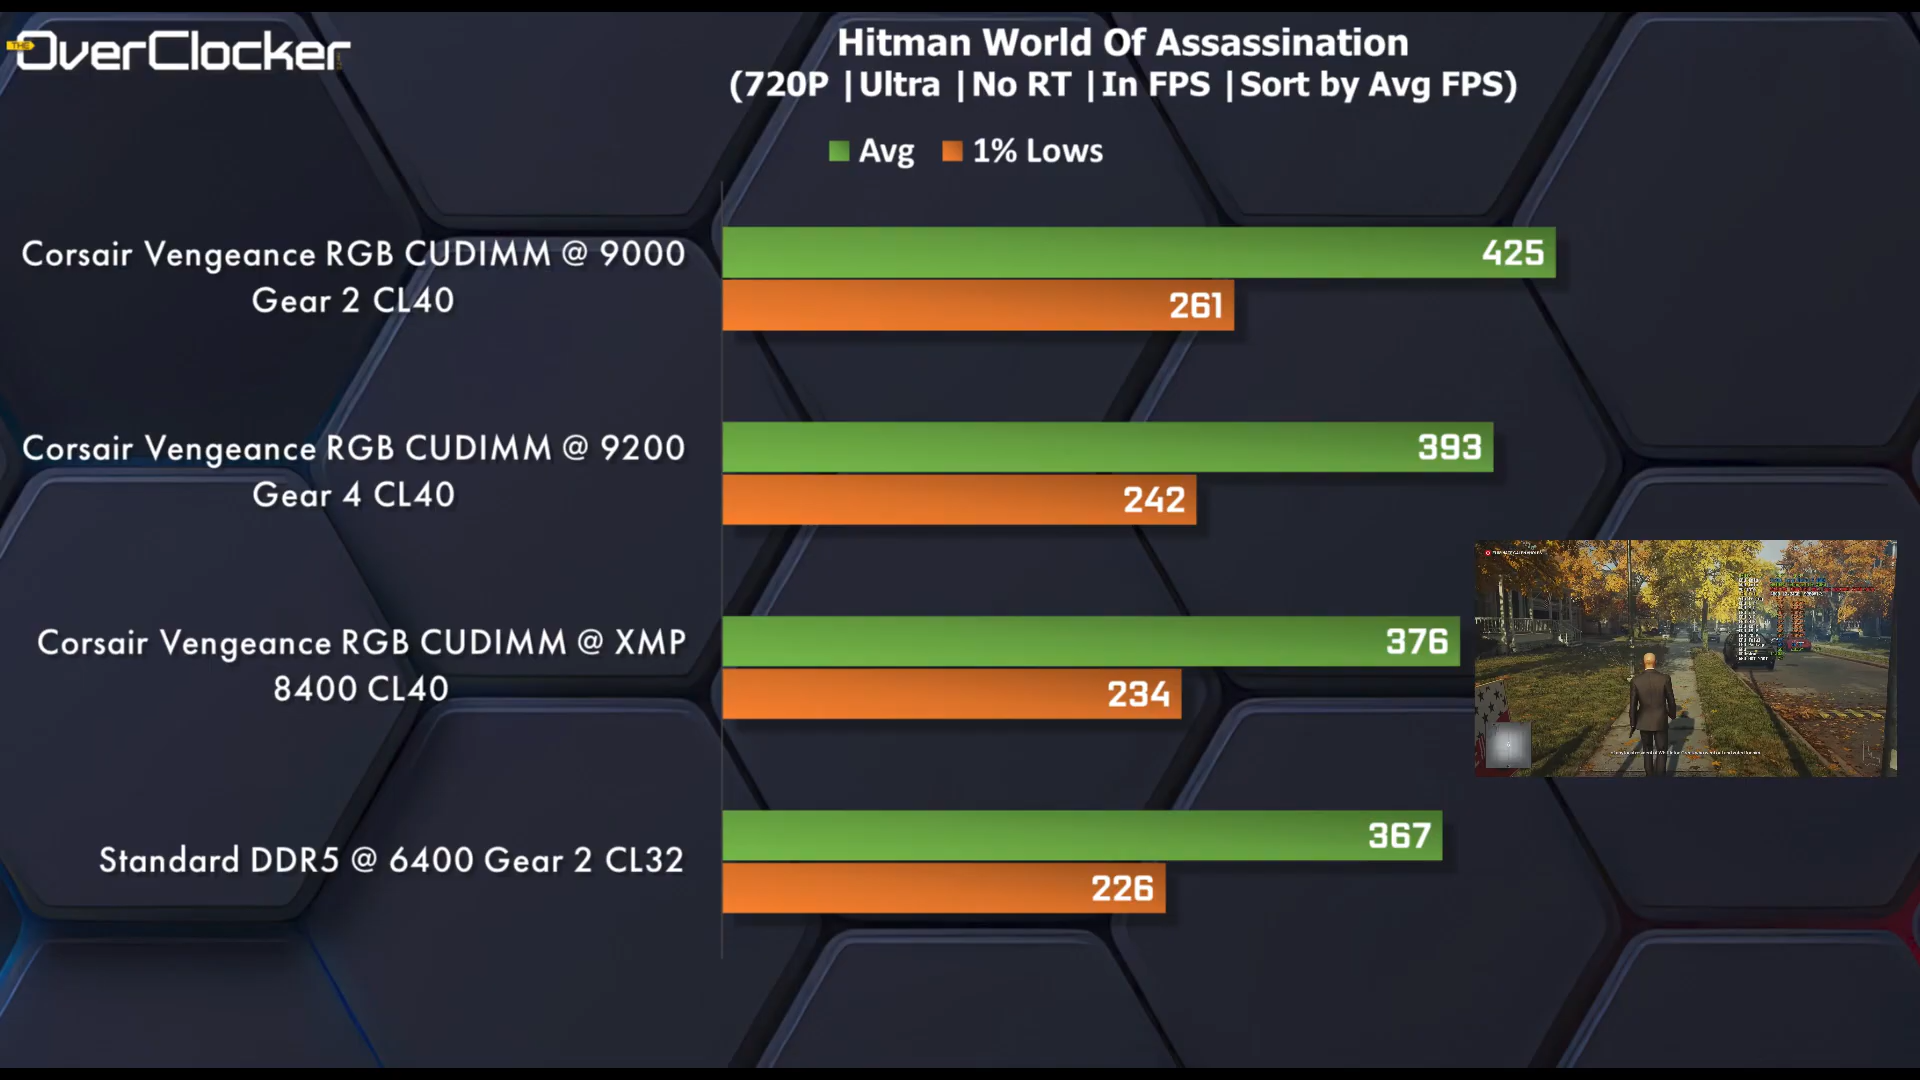 THE
OverClocker
Hitman World Of Assassination
(720P |Ultra |No RT |In FPS |Sort by Avg FPS)
Avg 1% Lows
Corsair Vengeance RGB CUDIMM @ 9000
Gear 2 CL40
425
261
Corsair Vengeance RGB CUDIMM @ 9200
Gear 4 CL40
393
242
Corsair Vengeance RGB CUDIMM @ XMP
8400 CL40
376
234
Standard DDR5 @ 6400 Gear 2 CL32
367
226